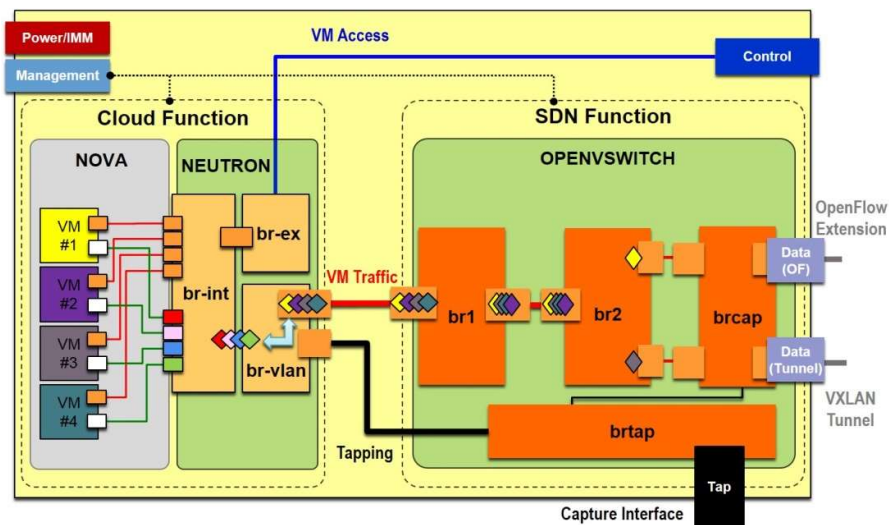 Power/IMM
VM Access
Control
Management
Cloud Function
SDN Function
NOVA
NEUTRON
OPENVSWITCH
VM
#1
VM
#2
VM
#3
VM
#4
br-int
br-ex
br-vlan
VM Traffic
br1
br2
brcap
OpenFlow
Extension
Data
(OF)
Data
(Tunnel)
VXLAN
Tunnel
Tapping
brtap
Tap
Capture Interface